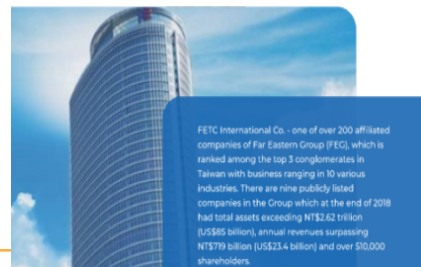 FETC International Co. - one of over 200 affiliated
companies of Far Eastern Group (FEG), which is
ranked among the top 3 conglomerates in
Taiwan with business ranging in 10 various
industries. There are nine publicly listed
companies in the Group which at the end of 2018
had total assets exceeding NT$2.62 trillion
(US$85 billion), annual revenues surpassing
NT$719 billion (US$23.4 billion) and over 510,000
shareholders.